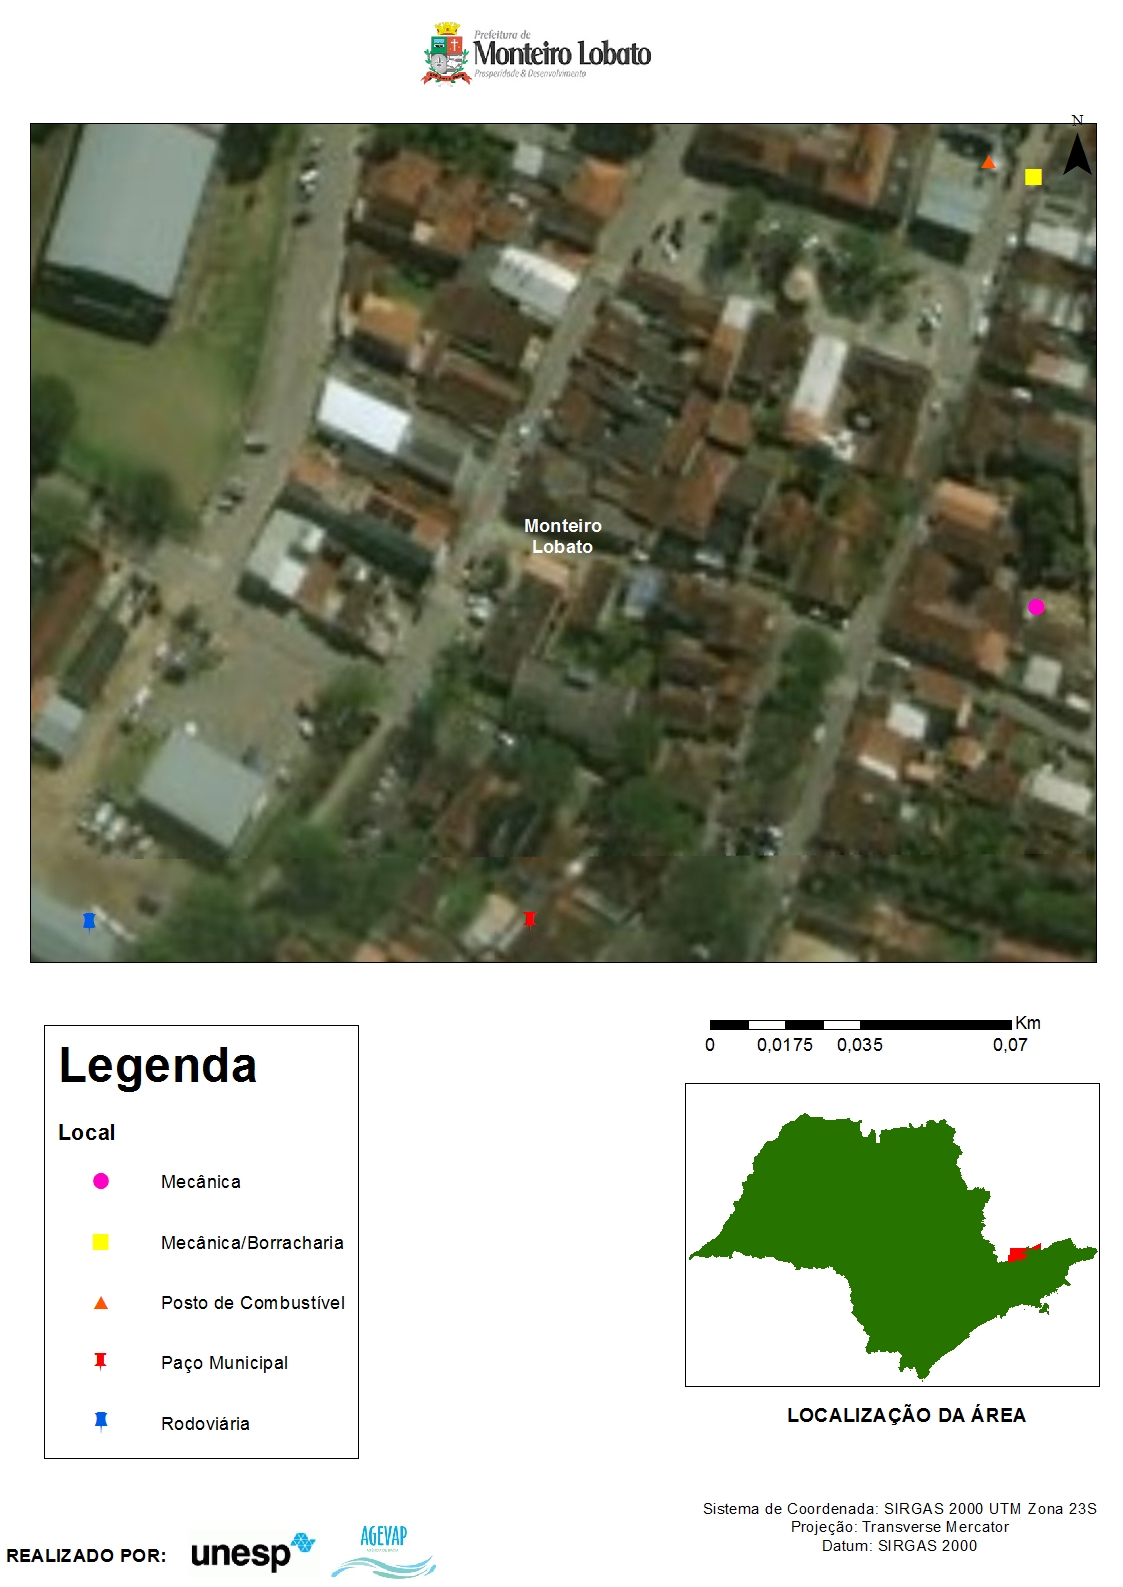 Prefeitura de
Monteiro Lobato
Prosperidade & Desenvolvimento
N
Monteiro
Lobato
Km
0 0,0175 0,035 0,07
Legenda
Local
Mecânica
Mecânica/Borracharia
Posto de Combustível
Paço Municipal
Rodoviária
LOCALIZAÇÃO DA ÁREA
Sistema de Coordenada: SIRGAS 2000 UTM Zona 23S
Projeção: Transverse Mercator
Datum: SIRGAS 2000
REALIZADO POR:
unesp
AGEVAP